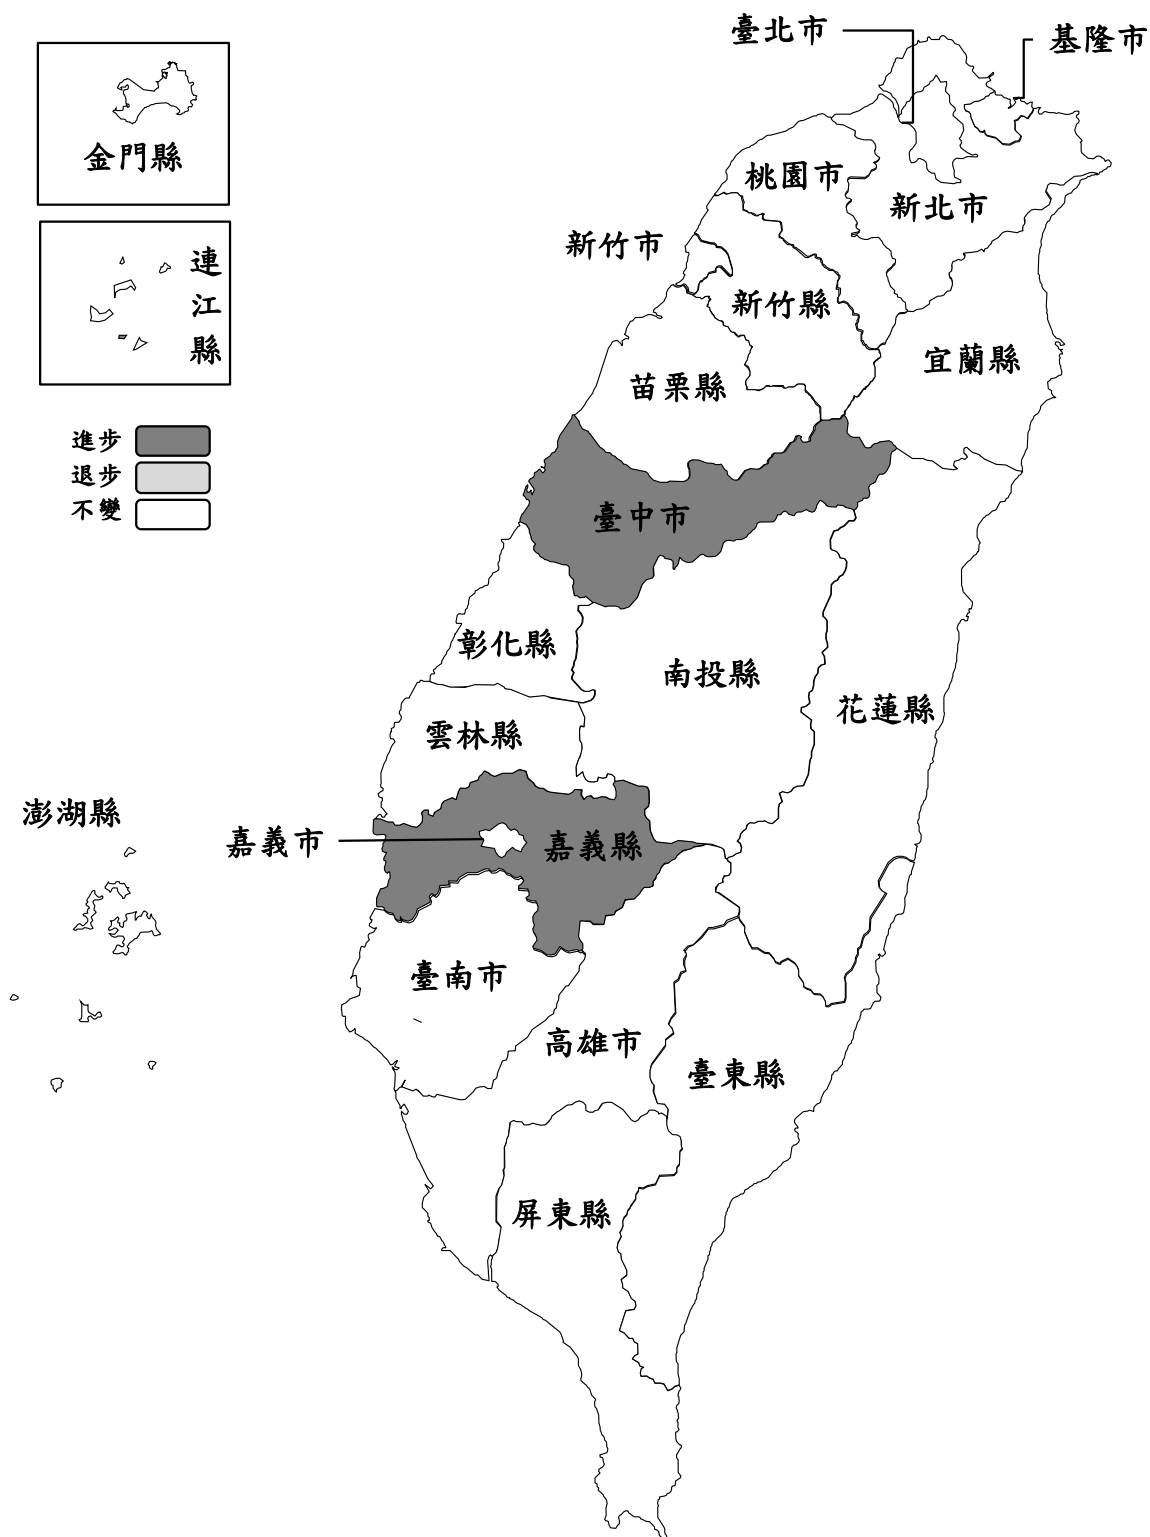 臺北市
基隆市
金門縣
桃園市
新北市
新竹市
連江縣
新竹縣
宜蘭縣
苗栗縣
進步
退步
不變
臺中市
彰化縣
南投縣
花蓮縣
雲林縣
澎湖縣
嘉義市
嘉義縣
臺南市
高雄市
臺東縣
屏東縣